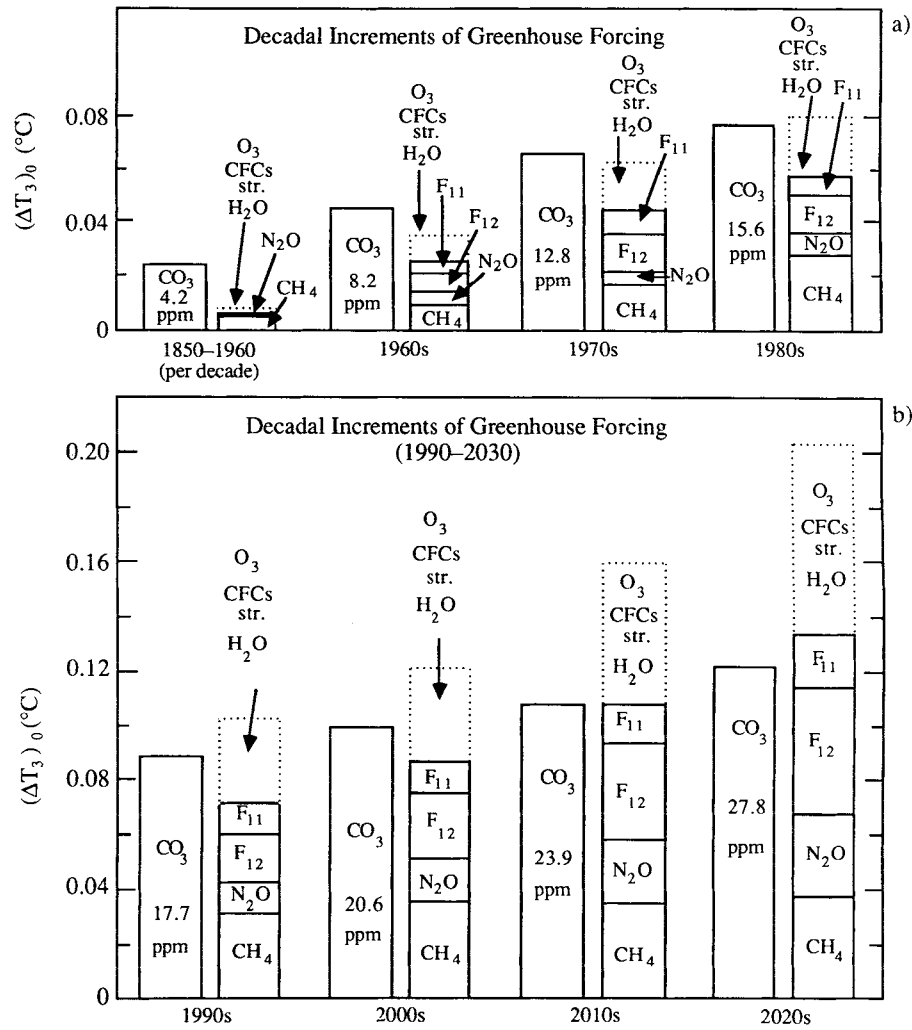 a)
Decadal Increments of Greenhouse Forcing
(ΔT₃)₀ (°C)
0.08
0.04
0
O₃
CFCs
str.
H₂O
N₂O
CH₄
CO₃
4.2
ppm
1850–1960
(per decade)
O₃
CFCs
str.
H₂O
F₁₁
F₁₂
N₂O
CO₃
8.2
ppm
CH₄
1960s
O₃
CFCs
str.
H₂O
F₁₁
CO₃
12.8
ppm
F₁₂
N₂O
CH₄
1970s
O₃
CFCs
str.
H₂O
F₁₁
CO₃
15.6
ppm
F₁₂
N₂O
CH₄
1980s
b)
Decadal Increments of Greenhouse Forcing
(1990–2030)
(ΔT₃)₀ (°C)
0.20
0.16
0.12
0.08
0.04
0
O₃
CFCs
str.
H₂O
CO₃
17.7
ppm
F₁₁
F₁₂
N₂O
CH₄
1990s
O₃
CFCs
str.
H₂O
CO₃
20.6
ppm
F₁₁
F₁₂
N₂O
CH₄
2000s
O₃
CFCs
str.
H₂O
CO₃
23.9
ppm
F₁₁
F₁₂
N₂O
CH₄
2010s
O₃
CFCs
str.
H₂O
CO₃
27.8
ppm
F₁₁
F₁₂
N₂O
CH₄
2020s